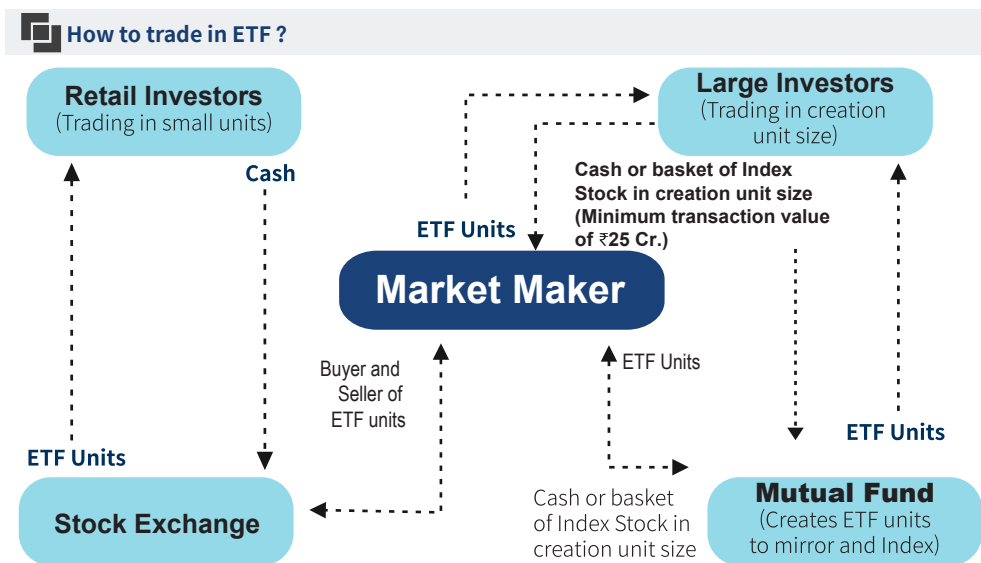 How to trade in ETF ?
Retail Investors
(Trading in small units)
Large Investors
(Trading in creation
unit size)
Cash
Cash or basket of Index
Stock in creation unit size
(Minimum transaction value
of ₹25 Cr.)
ETF Units
Market Maker
Buyer and
Seller of
ETF units
ETF Units
ETF Units
ETF Units
Stock Exchange
Cash or basket
of Index Stock in
creation unit size
Mutual Fund
(Creates ETF units
to mirror and Index)